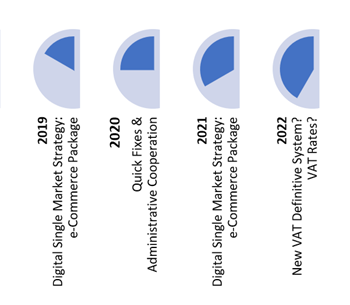 2019
Digital Single Market Strategy:
e-Commerce Package
2020
Quick Fixes &
Administrative Cooperation
2021
Digital Single Market Strategy:
e-Commerce Package
2022
New VAT Definitive System?
VAT Rates?